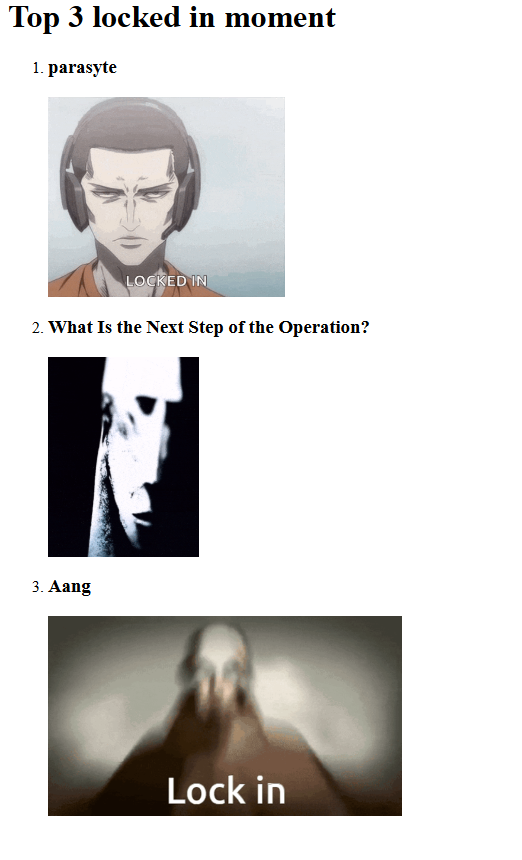 Top 3 locked in moment
1. parasyte
LOCKED IN
2. What Is the Next Step of the Operation?
3. Aang
Lock in